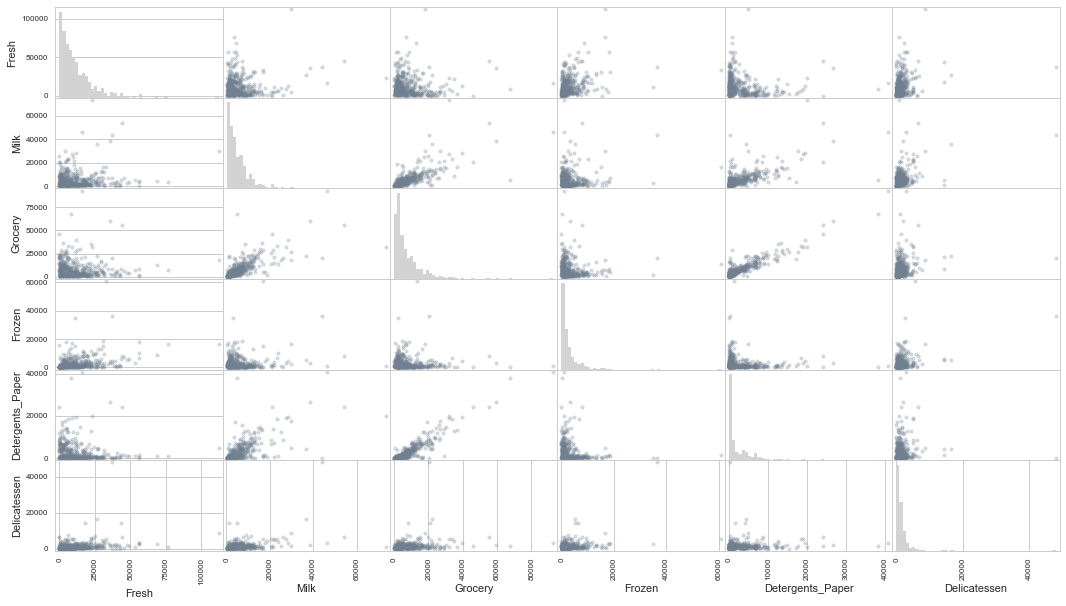 Fresh
100000
50000
0
Milk
60000
40000
20000
0
Grocery
75000
50000
25000
0
Frozen
60000
40000
20000
0
Detergents_Paper
40000
20000
0
Delicatessen
40000
20000
0
0 25000 50000 75000 100000
0 20000 40000 60000
0 20000 40000 60000 80000
0 20000 40000 60000
0 10000 20000 30000 40000
0 20000 40000
Fresh Milk Grocery Frozen Detergents_Paper Delicatessen